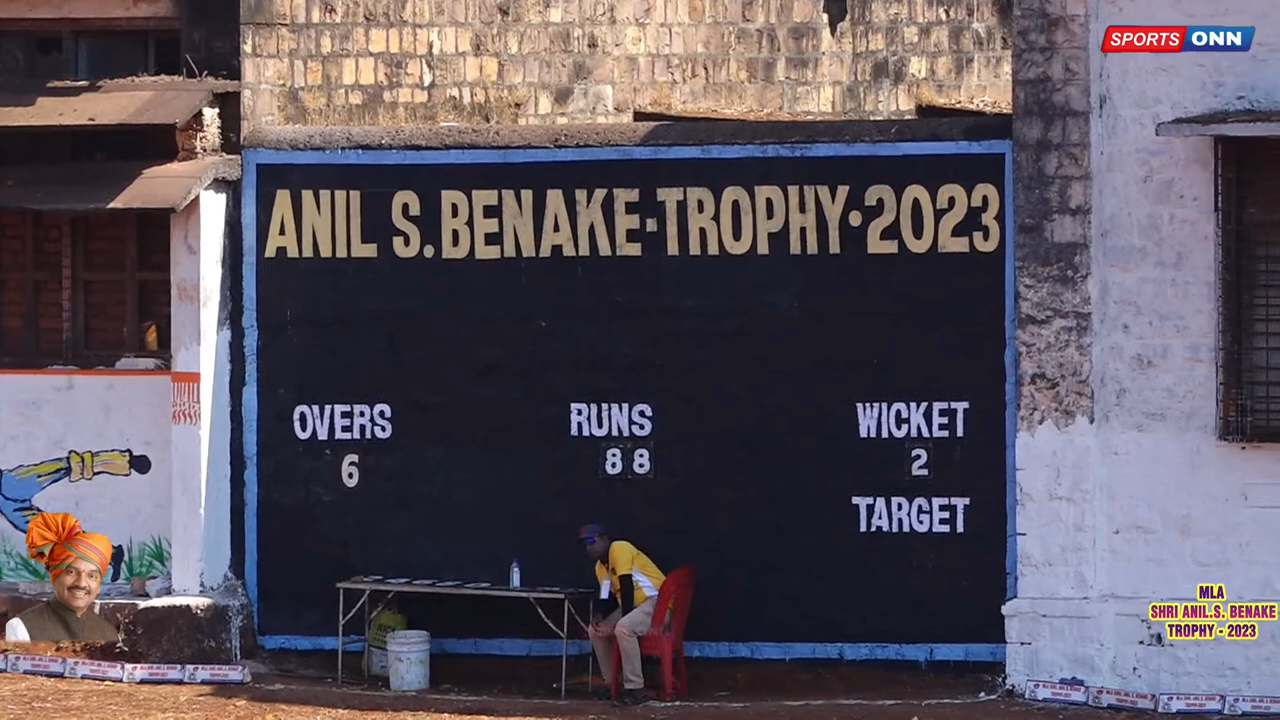 SPORTS ONN
ANIL S. BENAKE·TROPHY·2023
OVERS RUNS WICKET
6 88 2
TARGET
MLA
SHRI ANIL.S. BENAKE
TROPHY - 2023